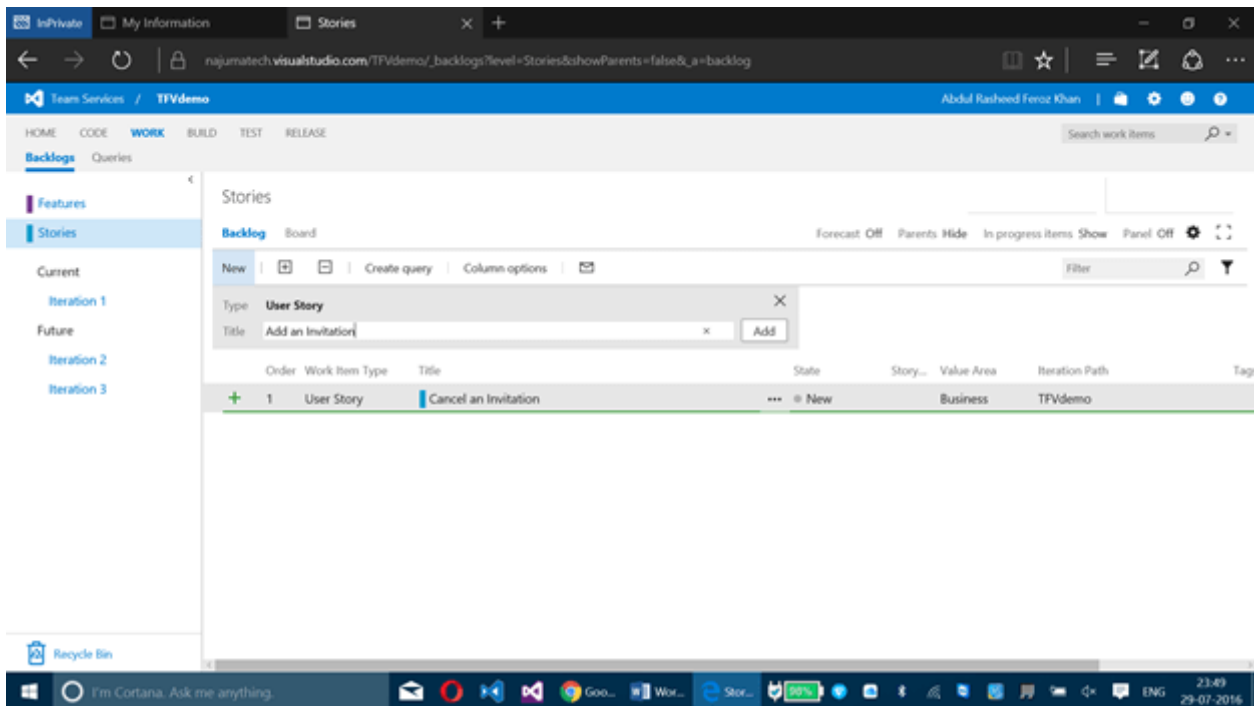 InPrivate My Information Stories
najumatech.visualstudio.com/TFVdemo/_backlogs?level=Stories&showParents=false&_a=backlog
Team Services / TFVdemo Abdul Rasheed Feroz Khan
HOME CODE WORK BUILD TEST RELEASE Search work items
Backlogs Queries
Features
Stories
Current
Iteration 1
Future
Iteration 2
Iteration 3
Recycle Bin
Stories
Backlog Board Forecast Off Parents Hide In progress items Show Panel Off
New Create query Column options Filter
Type User Story
Title Add an Invitation Add
Order Work Item Type Title State Story... Value Area Iteration Path Tags
1 User Story Cancel an Invitation New Business TFVdemo
I'm Cortana. Ask me anything. Goo... Wor... Stor... 98% ENG 23:49
29-07-2016